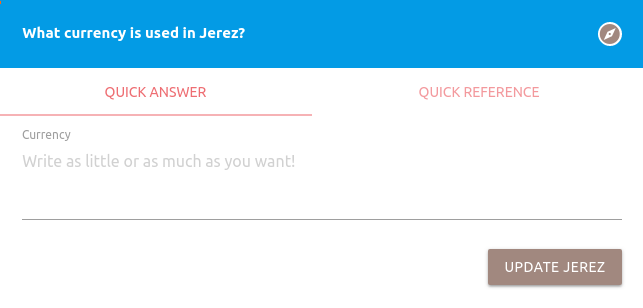 What currency is used in Jerez?
QUICK ANSWER
QUICK REFERENCE
Currency
Write as little or as much as you want!
UPDATE JEREZ